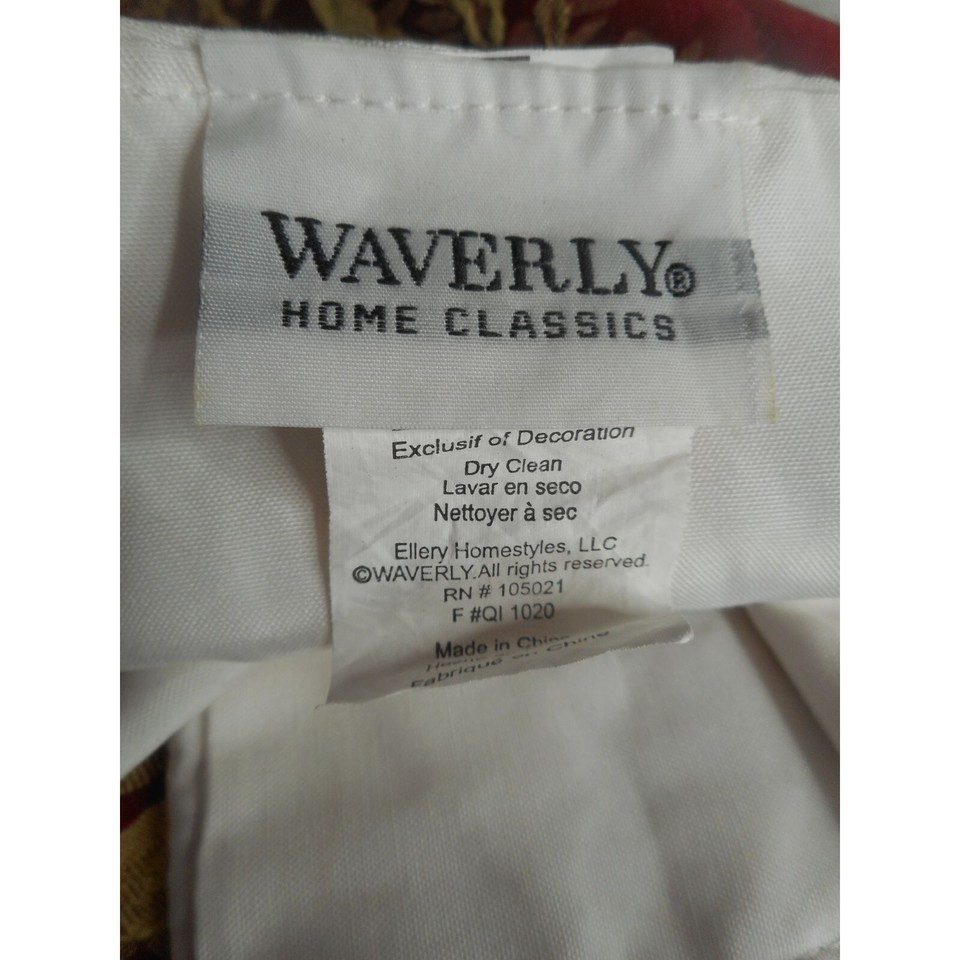 WAVERLY®
HOME CLASSICS
Exclusif of Decoration
Dry Clean
Lavar en seco
Nettoyer à sec
Ellery Homestyles, LLC
©WAVERLY.All rights reserved.
RN # 105021
F #QI 1020
Made in China
Fabriqué en Chine